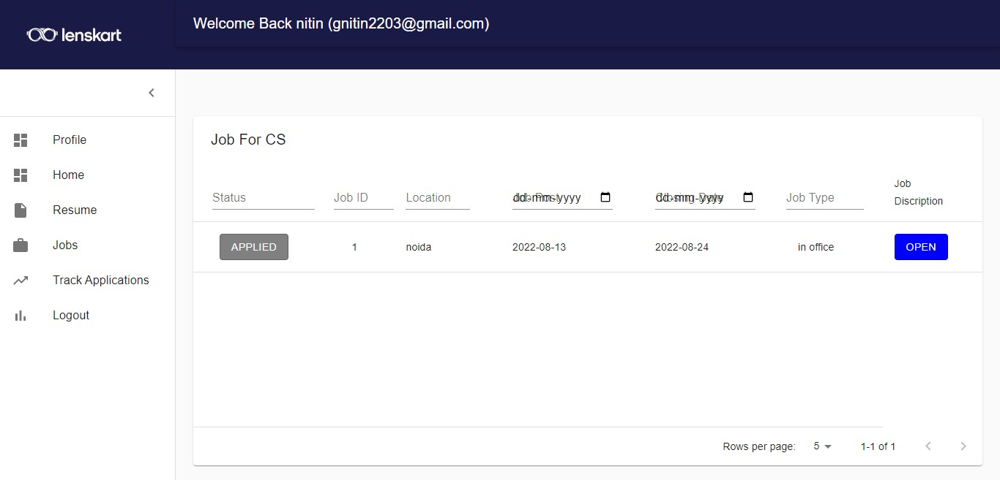 lenskart
Welcome Back nitin (gnitin2203@gmail.com)
Profile
Home
Resume
Jobs
Track Applications
Logout
Job For CS
Status
Job ID
Location
dd-mm-yyyy
Closing Date
dd-mm-yyyy
Job Type
Job
Discription
APPLIED
1
noida
2022-08-13
2022-08-24
in office
OPEN
Rows per page:
5
1-1 of 1